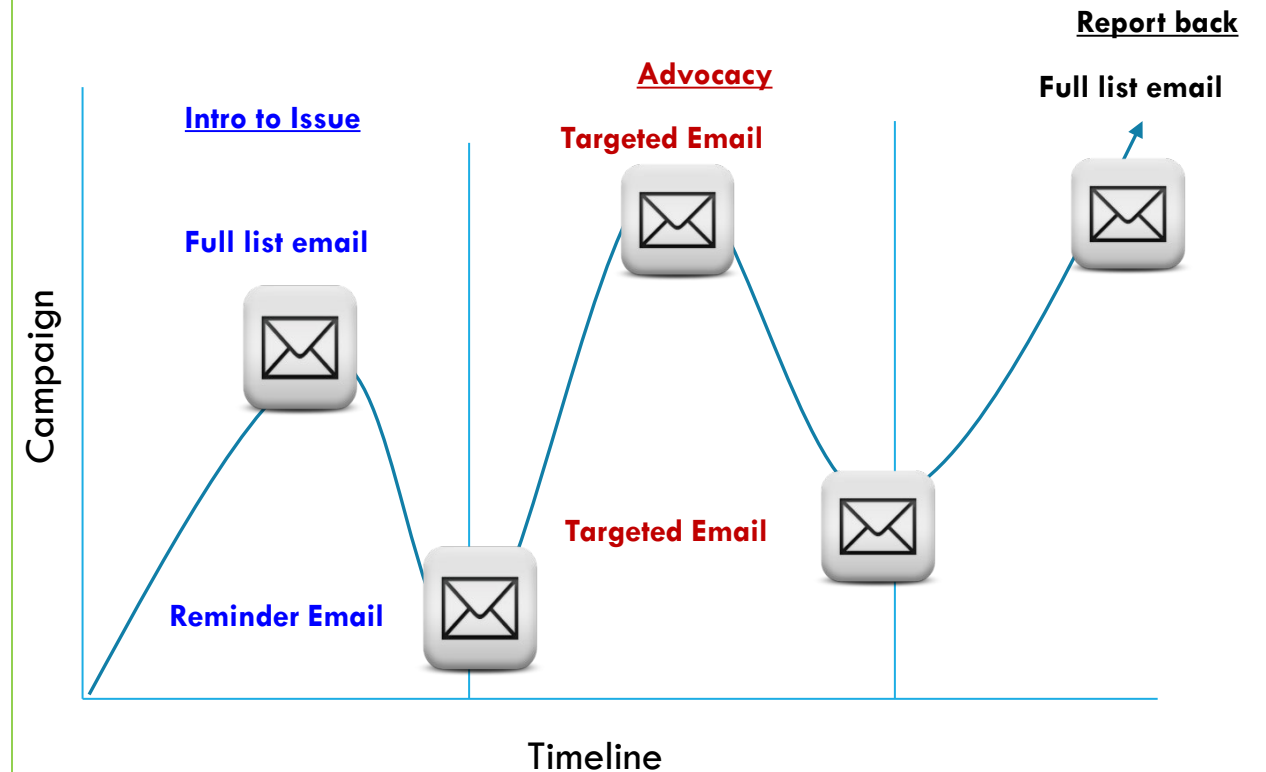 Report back
Full list email
Advocacy
Targeted Email
Intro to Issue
Full list email
Campaign
Targeted Email
Reminder Email
Timeline